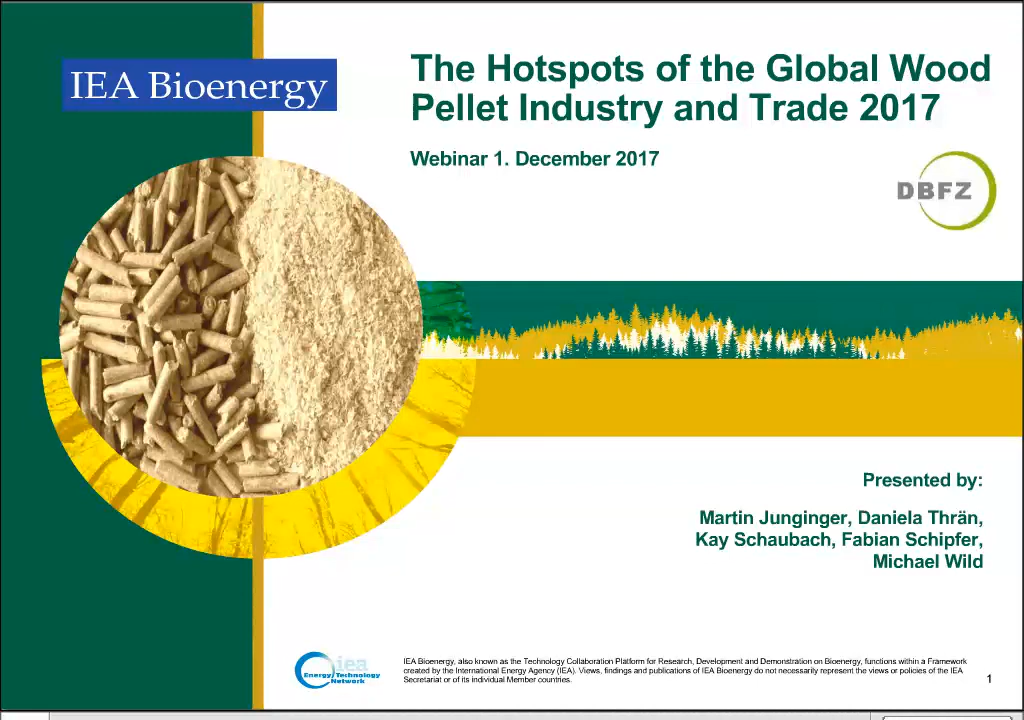 IEA Bioenergy
The Hotspots of the Global Wood
Pellet Industry and Trade 2017
Webinar 1. December 2017
DBFZ
Presented by:
Martin Junginger, Daniela Thrän,
Kay Schaubach, Fabian Schipfer,
Michael Wild
iea
Energy Technology
Network
IEA Bioenergy, also known as the Technology Collaboration Platform for Research, Development and Demonstration on Bioenergy, functions within a Framework
created by the International Energy Agency (IEA). Views, findings and publications of IEA Bioenergy do not necessarily represent the views or policies of the IEA
Secretariat or of its individual Member countries.
1